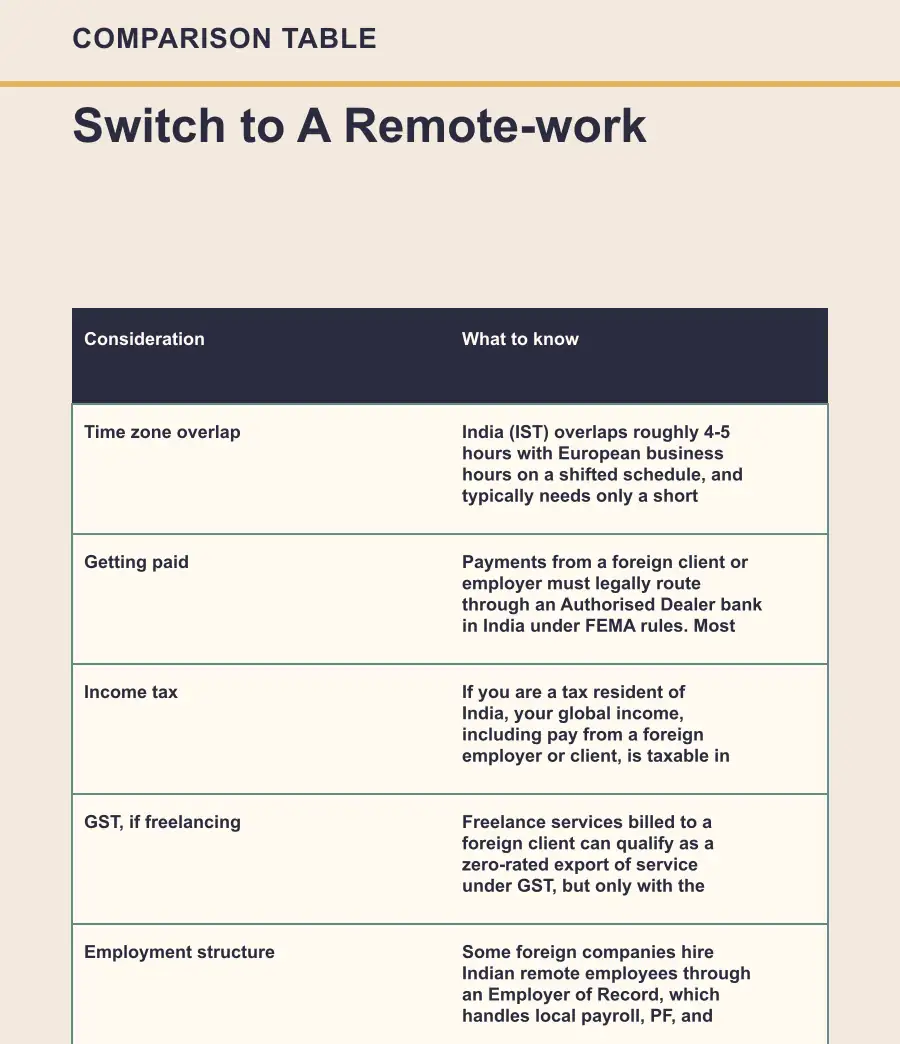 COMPARISON TABLE
Switch to A Remote-work
Consideration
What to know
Time zone overlap
India (IST) overlaps roughly 4-5
hours with European business
hours on a shifted schedule, and
typically needs only a short
Getting paid
Payments from a foreign client or
employer must legally route
through an Authorised Dealer bank
in India under FEMA rules. Most
Income tax
If you are a tax resident of
India, your global income,
including pay from a foreign
employer or client, is taxable in
GST, if freelancing
Freelance services billed to a
foreign client can qualify as a
zero-rated export of service
under GST, but only with the
Employment structure
Some foreign companies hire
Indian remote employees through
an Employer of Record, which
handles local payroll, PF, and